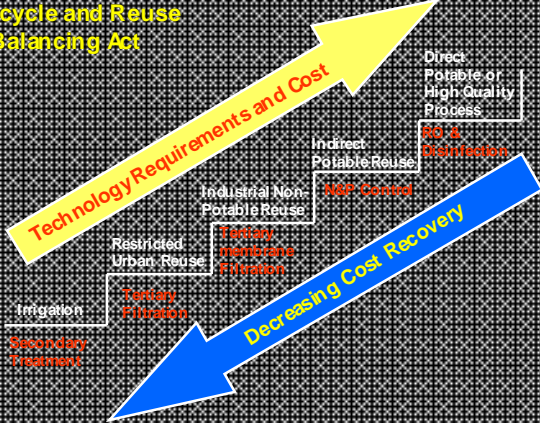 cycle and Reuse
Balancing Act
Direct
Potable or
High Quality
Process
RO &
Disinfection
Technology Requirements and Cost
Indirect
Potable Reuse
N&P Control
Industrial Non-
Potable Reuse
Tertiary
membrane
Filtration
Restricted
Urban Reuse
Tertiary
Filtration
Irrigation
Secondary
Treatment
Decreasing Cost Recovery